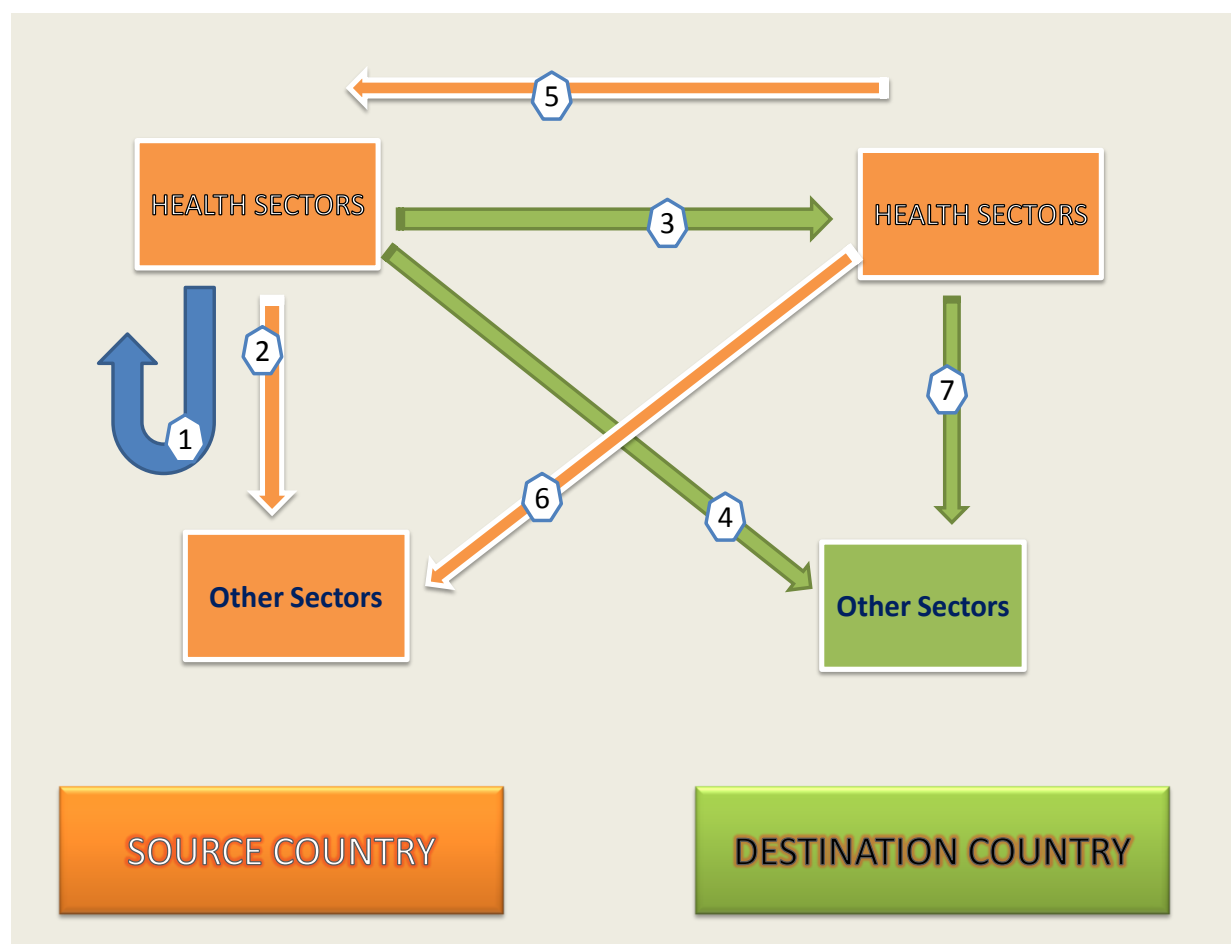 5
HEALTH SECTORS
HEALTH SECTORS
3
2
7
1
6
4
Other Sectors
Other Sectors
SOURCE COUNTRY
DESTINATION COUNTRY